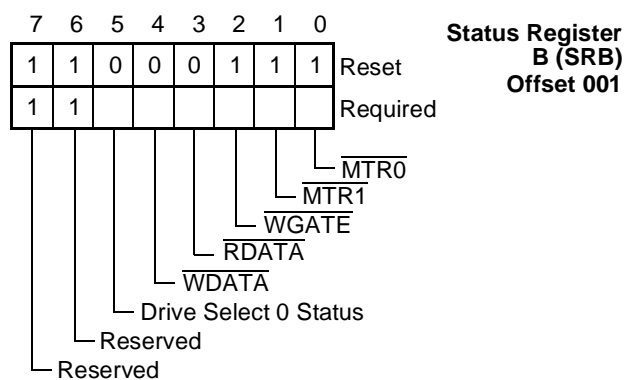 7 6 5 4 3 2 1 0
Status Register
B (SRB)
Offset 001
1 1 0 0 0 1 1 1 Reset
1 1 Required
MTR0
MTR1
WGATE
RDATA
WDATA
Drive Select 0 Status
Reserved
Reserved